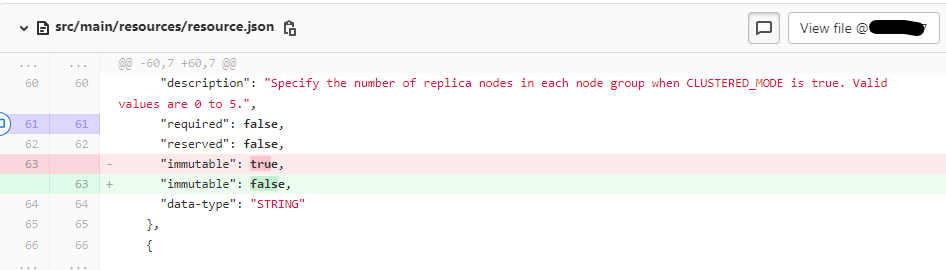 src/main/resources/resource.json
View file @
... ... @@ -60,7 +60,7 @@
60 60 "description": "Specify the number of replica nodes in each node group when CLUSTERED_MODE is true. Valid
values are 0 to 5.",
61 61 "required": false,
62 62 "reserved": false,
63 - "immutable": true,
63 + "immutable": false,
64 64 "data-type": "STRING"
65 65 },
66 66 {
... ...